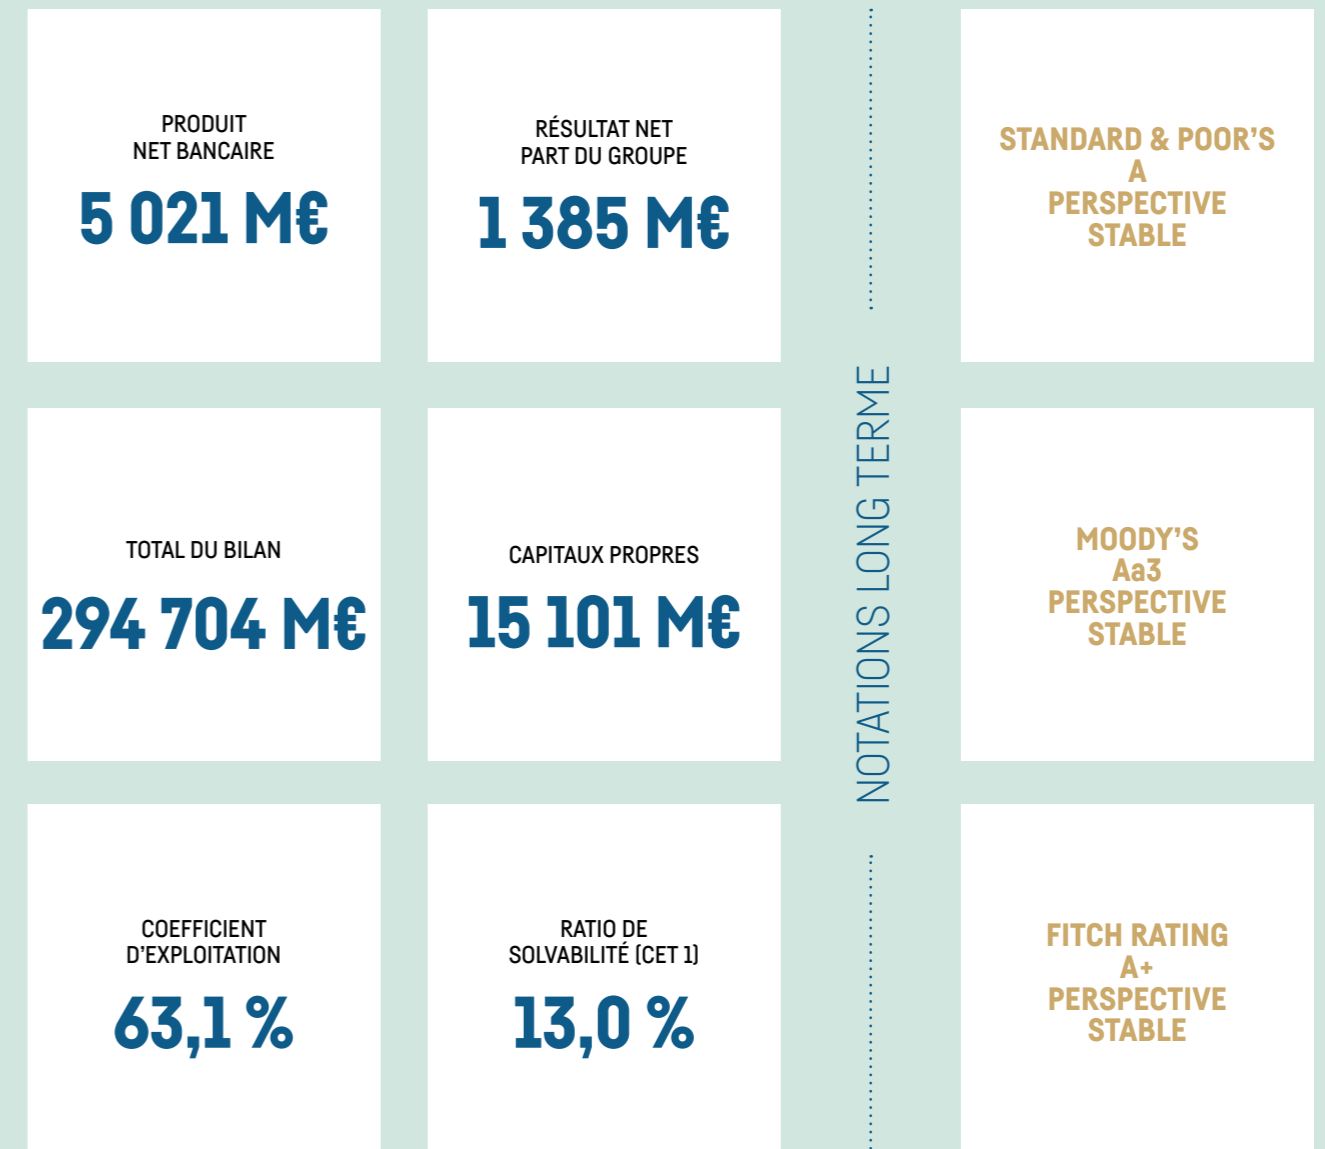 PRODUIT
NET BANCAIRE
5 021 M€
RÉSULTAT NET
PART DU GROUPE
1 385 M€
TOTAL DU BILAN
294 704 M€
CAPITAUX PROPRES
15 101 M€
COEFFICIENT
D’EXPLOITATION
63,1 %
RATIO DE
SOLVABILITÉ (CET 1)
13,0 %
NOTATIONS LONG TERME
STANDARD & POOR’S
A
PERSPECTIVE
STABLE
MOODY’S
Aa3
PERSPECTIVE
STABLE
FITCH RATING
A+
PERSPECTIVE
STABLE